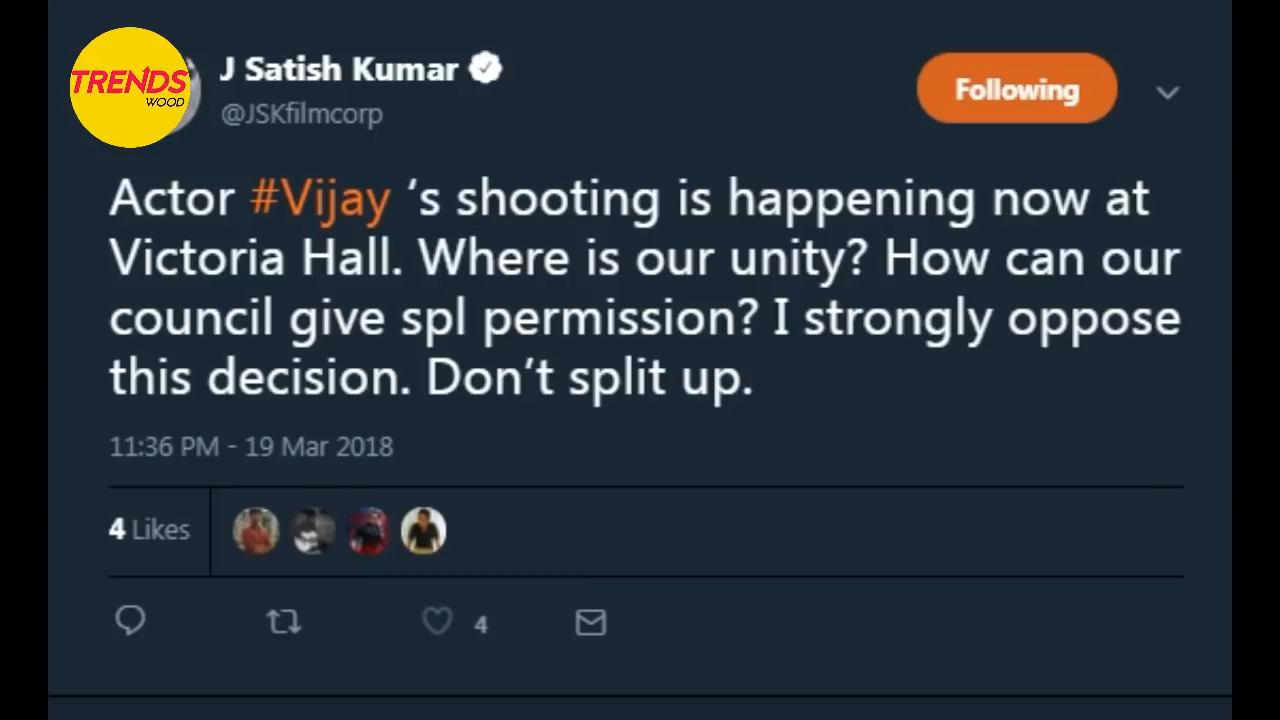 TRENDS
WOOD
J Satish Kumar
@JSKfilmcorp
Following
Actor #Vijay ‘s shooting is happening now at
Victoria Hall. Where is our unity? How can our
council give spl permission? I strongly oppose
this decision. Don’t split up.
11:36 PM - 19 Mar 2018
4 Likes
4